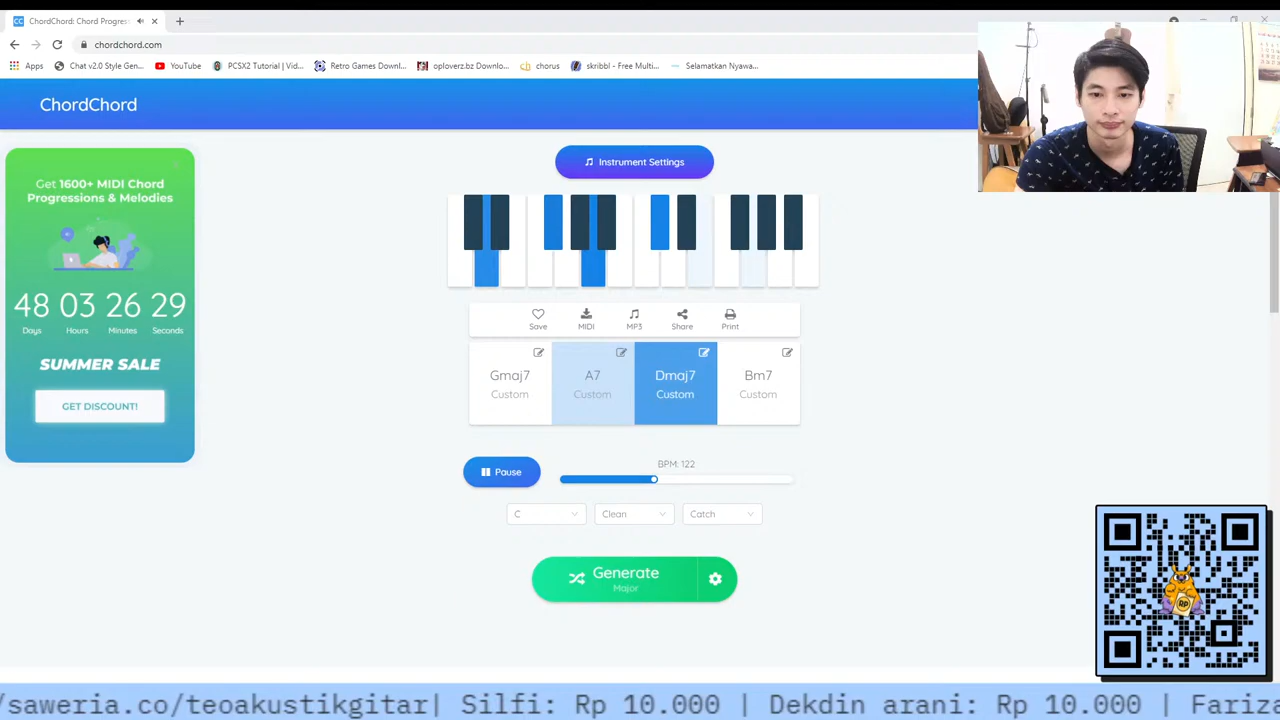 ChordChord: Chord Progres
chordchord.com
Apps
Chat v2.0 Style Gen...
YouTube
PCSX2 Tutorial | Vid...
Retro Games Downl...
oploverz.bz Downlo...
chorus
skribbl - Free Multi...
Selamatkan Nyawa...
ChordChord
Get 1600+ MIDI Chord
Progressions & Melodies
48 03 26 29
Days Hours Minutes Seconds
SUMMER SALE
GET DISCOUNT!
Instrument Settings
Save MIDI MP3 Share Print
Gmaj7 A7 Dmaj7 Bm7
Custom Custom Custom Custom
Pause
BPM: 122
C Clean Catch
Generate
Major
RP
/saweria.co/teoakustikgitar| Silfi: Rp 10.000 | Dekdin arani: Rp 10.000 | Fariza